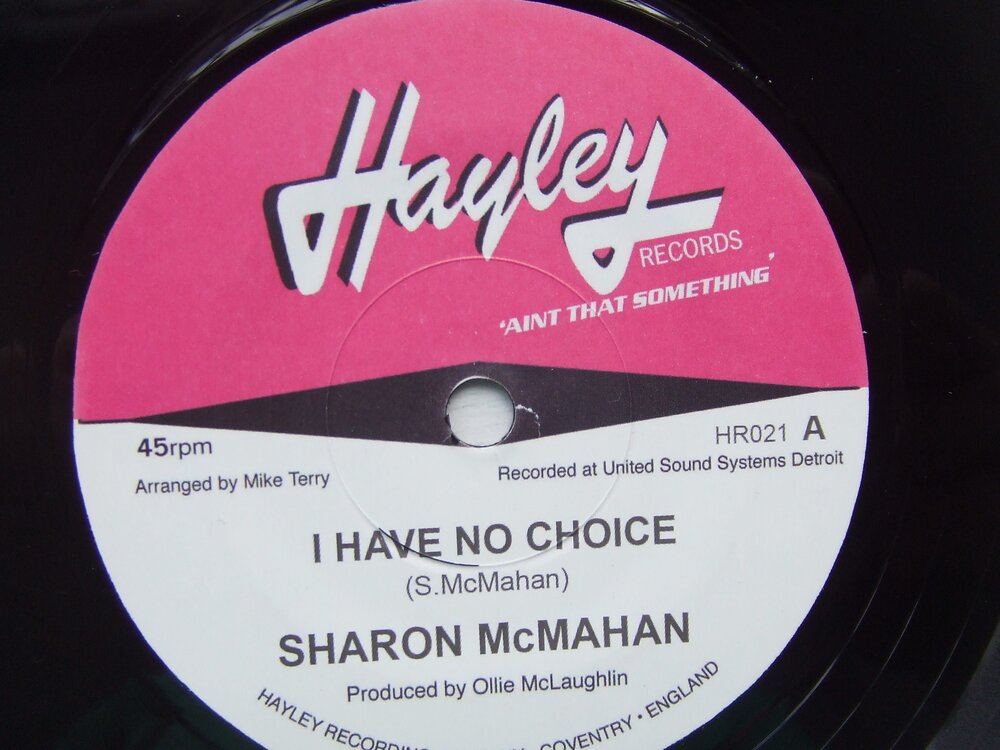 Hayley
RECORDS
'AINT THAT SOMETHING'
45rpm
HR021 A
Arranged by Mike Terry
Recorded at United Sound Systems Detroit
I HAVE NO CHOICE
(S.McMahan)
SHARON McMAHAN
Produced by Ollie McLaughlin
HAYLEY COVENTRY • ENGLAND